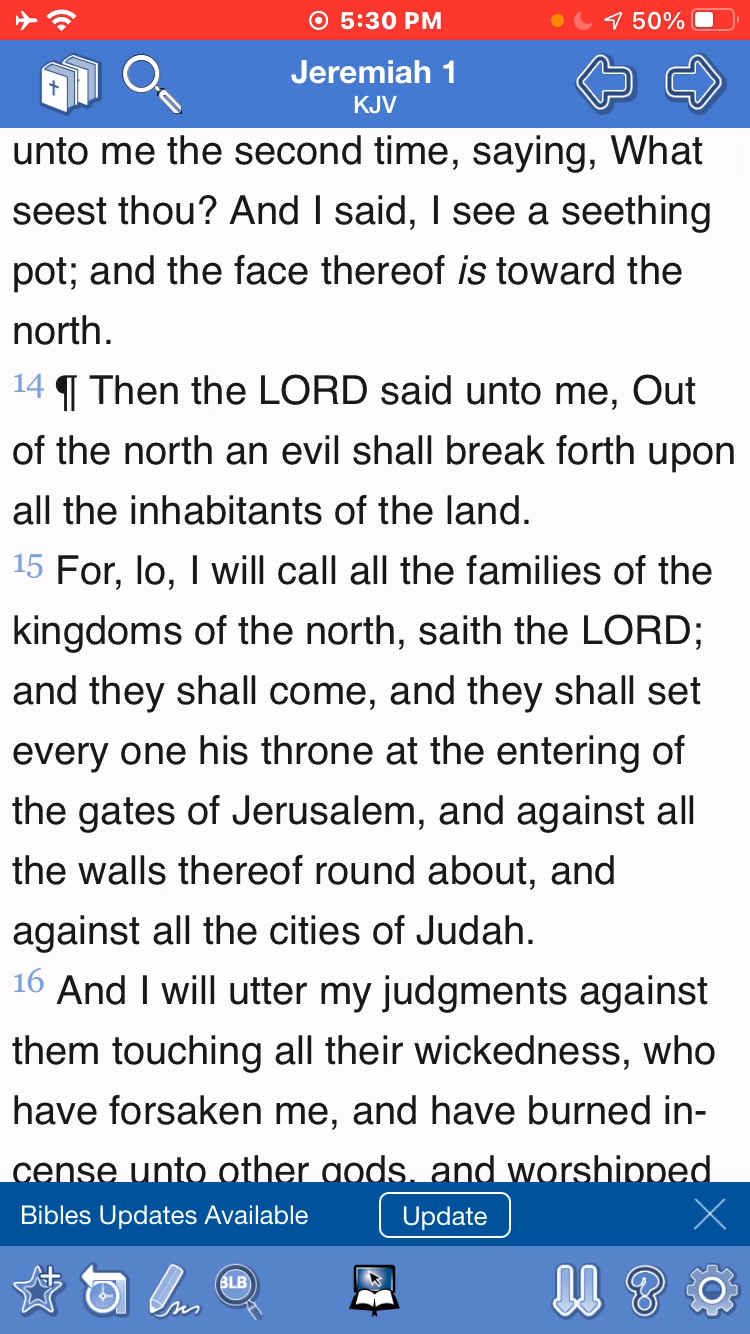 5:30 PM
50%
Jeremiah 1
KJV
unto me the second time, saying, What
seest thou? And I said, I see a seething
pot; and the face thereof is toward the
north.
14 ¶ Then the LORD said unto me, Out
of the north an evil shall break forth upon
all the inhabitants of the land.
15 For, lo, I will call all the families of the
kingdoms of the north, saith the LORD;
and they shall come, and they shall set
every one his throne at the entering of
the gates of Jerusalem, and against all
the walls thereof round about, and
against all the cities of Judah.
16 And I will utter my judgments against
them touching all their wickedness, who
have forsaken me, and have burned in-
cense unto other gods, and worshipped
Bibles Updates Available
Update
BLB